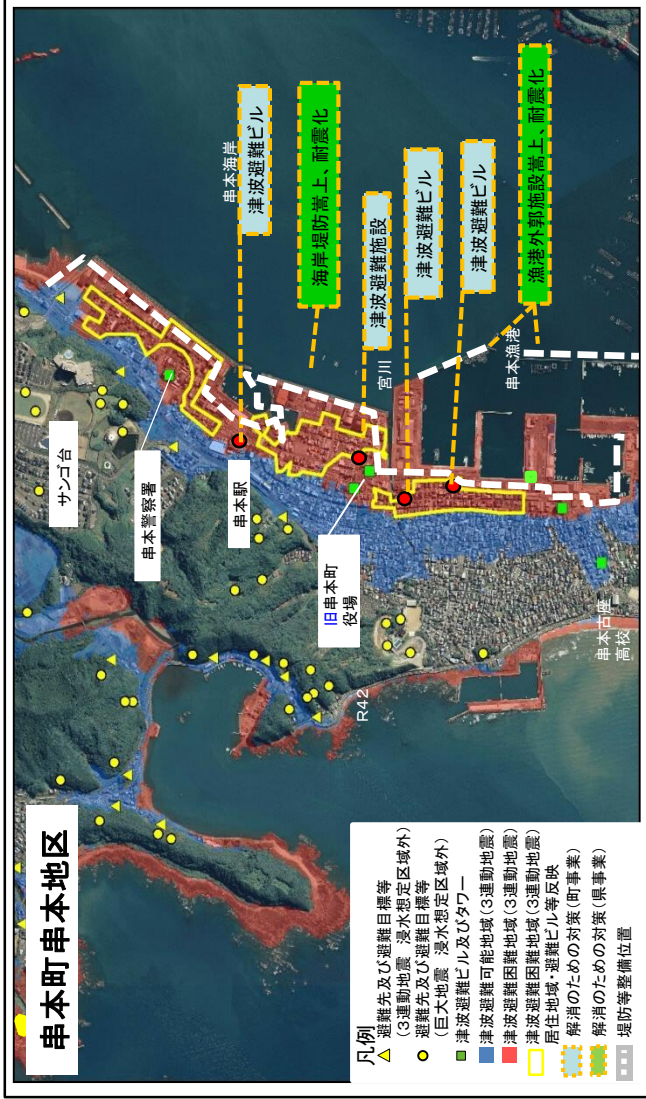 串本町串本地区
サンゴ台
串本警察署
串本駅
旧串本町
役場
R42
串本古座
高校
串本海岸
津波避難ビル
海岸堤防嵩上、耐震化
津波避難施設
宮川
津波避難ビル
津波避難ビル
串本漁港
漁港外郭施設嵩上、耐震化
凡例
避難先及び避難目標等
(3連動地震 浸水想定区域外)
避難先及び避難目標等
(巨大地震 浸水想定区域外)
津波避難ビル及びタワー
津波避難可能地域(3連動地震)
津波避難困難地域(3連動地震)
津波避難困難地域(3連動地震)
居住地域・避難ビル等反映
解消のための対策(町事業)
解消のための対策(県事業)
堤防等整備位置